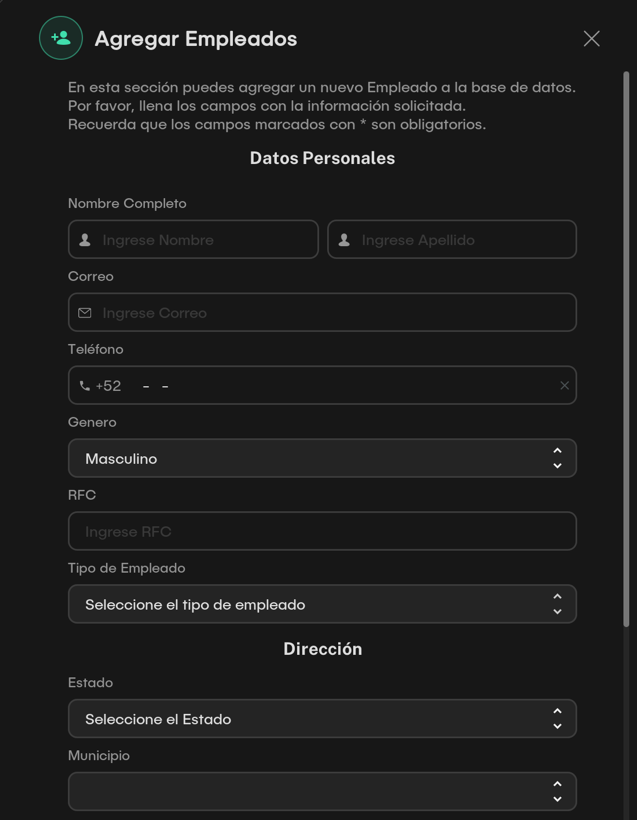 Agregar Empleados
En esta sección puedes agregar un nuevo Empleado a la base de datos.
Por favor, llena los campos con la información solicitada.
Recuerda que los campos marcados con * son obligatorios.
Datos Personales
Nombre Completo
Ingrese Nombre
Ingrese Apellido
Correo
Ingrese Correo
Teléfono
+52 - -
Genero
Masculino
RFC
Ingrese RFC
Tipo de Empleado
Seleccione el tipo de empleado
Dirección
Estado
Seleccione el Estado
Municipio